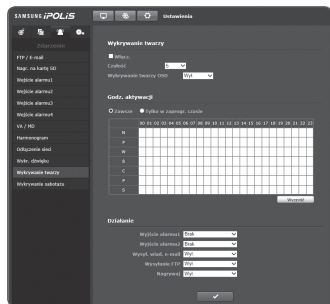 SAMSUNG iPOLiS
Ustawienia
Zdarzenie
FTP / E-mail
Nagr. na kartę SD
Wejście alarmu1
Wejście alarmu2
Wejście alarmu3
Wejście alarmu4
VA / MD
Harmonogram
Odłączenie sieci
Wykr. dźwięku
Wykrywanie twarzy
Wykrywanie sabotażu
Wykrywanie twarzy
Włącz.
Czułość 5
Wykrywanie twarzy OSD Wył
Godz. aktywacji
Zawsze Tylko w zaprogr. czasie
00 01 02 03 04 05 06 07 08 09 10 11 12 13 14 15 16 17 18 19 20 21 22 23
N
P
W
Ś
C
P
S
Wyczyść
Działanie
Wyjście alarmu1 Brak
Wyjście alarmu2 Brak
Wysył. wiad. e-mail Wył
Wysyłanie FTP Wył
Nagrywaj Wył